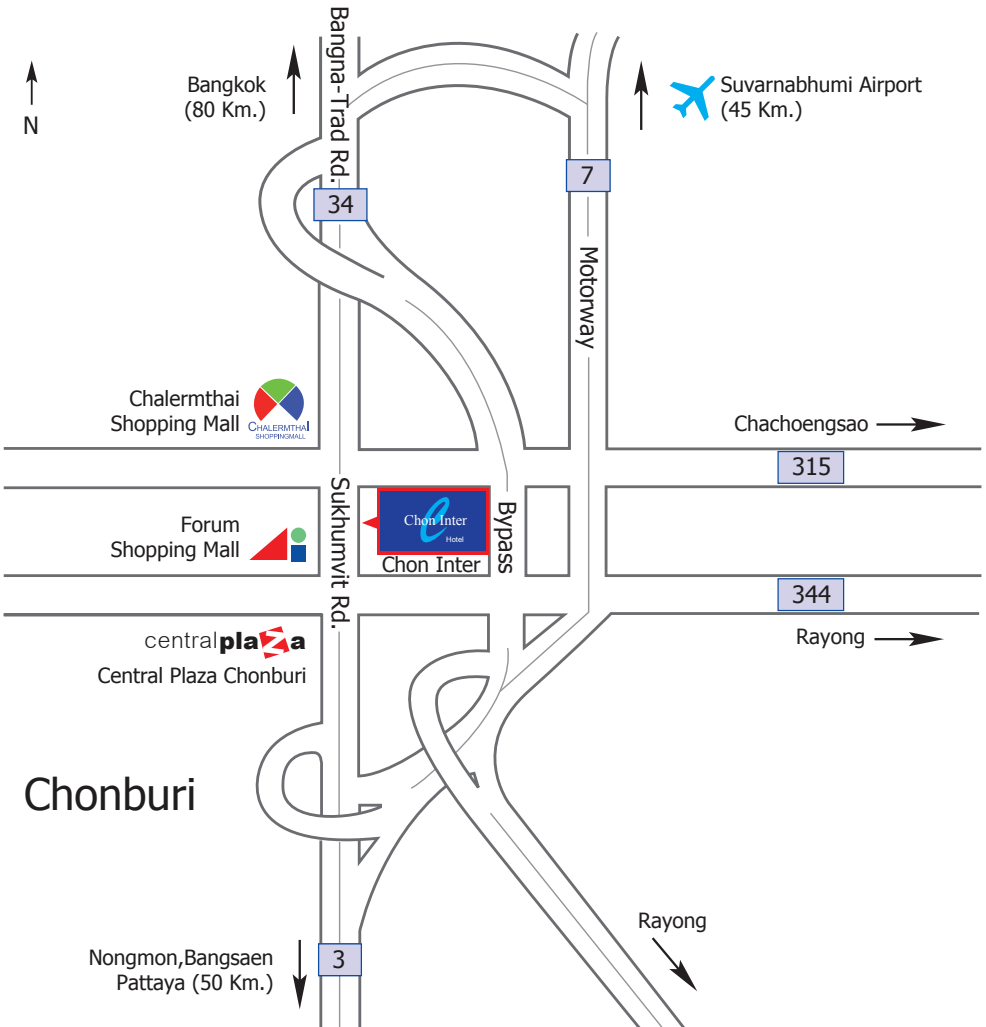 N
Bangkok
(80 Km.)
Bangna-Trad Rd.
Suvarnabhumi Airport
(45 Km.)
7
34
Motorway
Chalermthai
Shopping Mall
CHALERMTHAI
SHOPPINGMALL
Chachoengsao
315
Sukhumvit Rd.
Chon Inter
Hotel
Bypass
Forum
Shopping Mall
Chon Inter
344
Rayong
centralplaza
Central Plaza Chonburi
Chonburi
Rayong
Nongmon,Bangsaen
Pattaya (50 Km.)
3